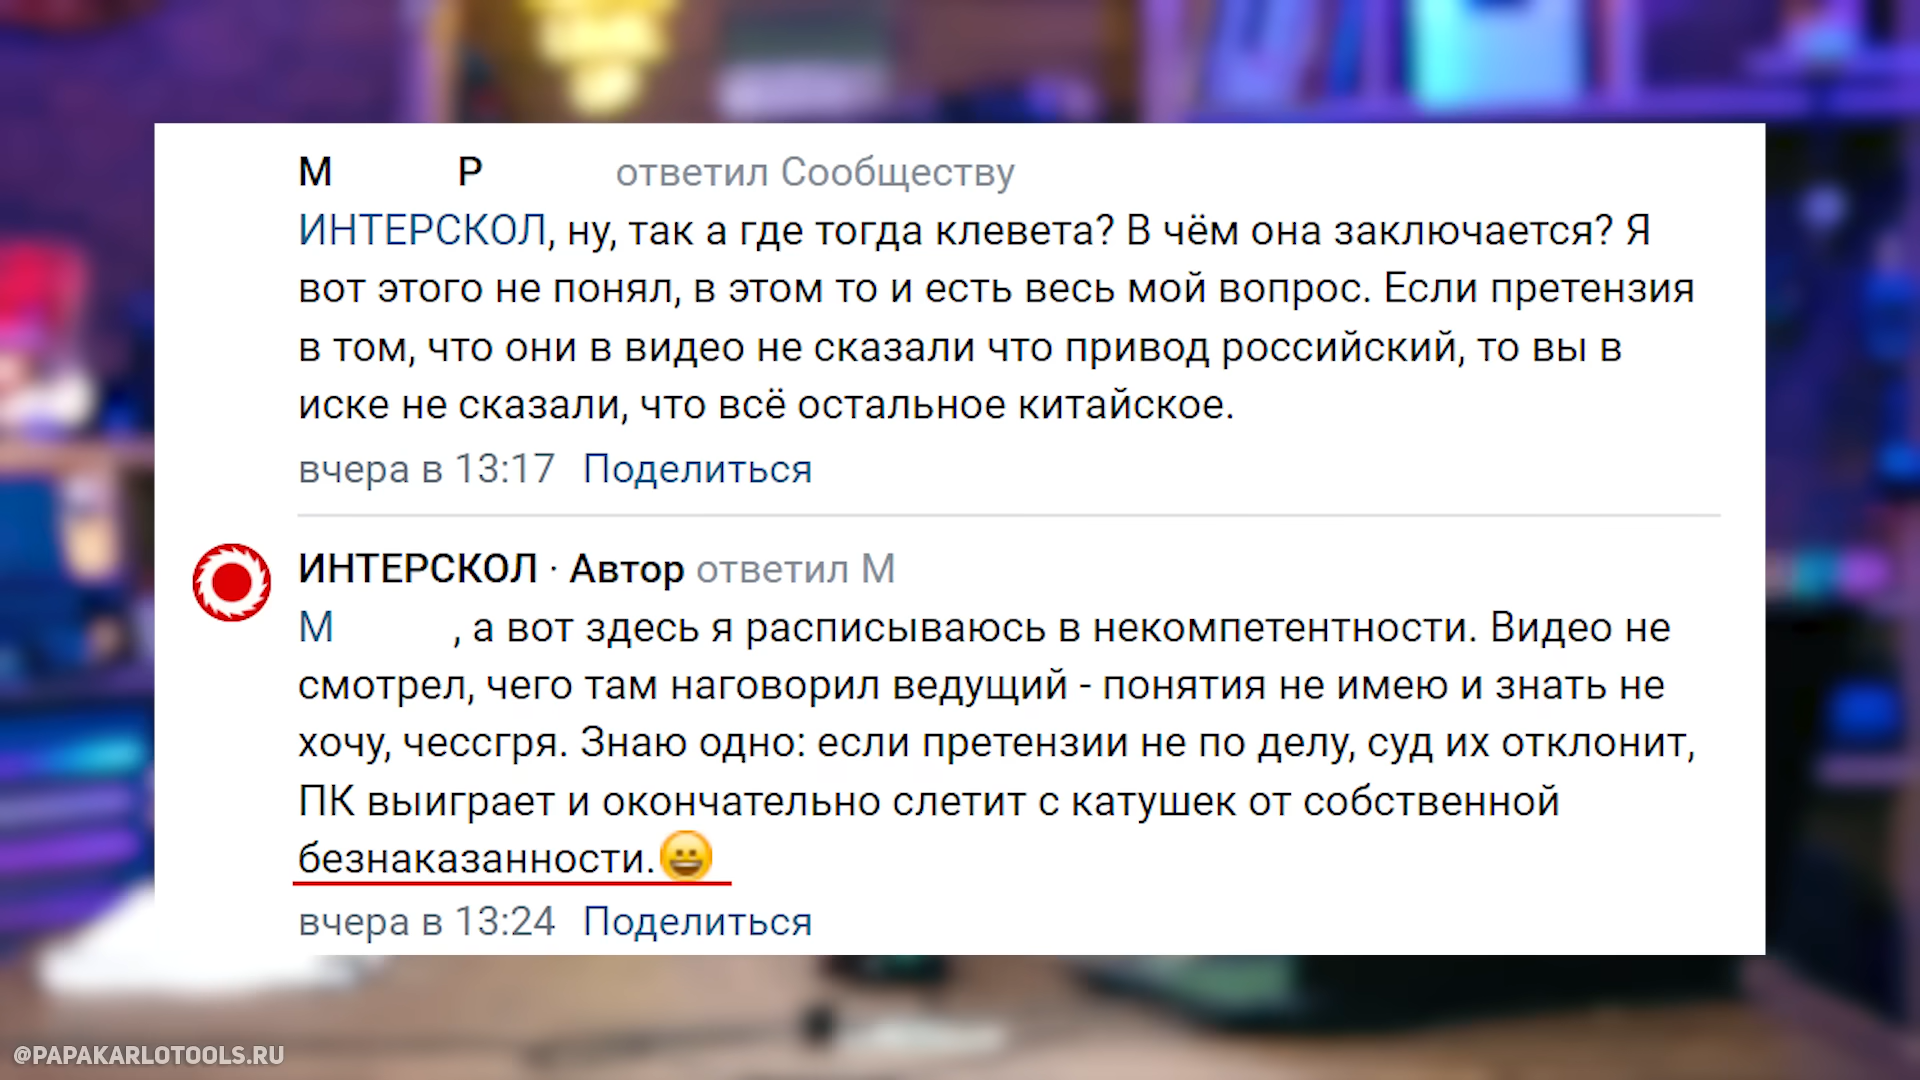 М Р ответил Сообществу
ИНТЕРСКОЛ, ну, так а где тогда клевета? В чём она заключается? Я
вот этого не понял, в этом то и есть весь мой вопрос. Если претензия
в том, что они в видео не сказали что привод российский, то вы в
иске не сказали, что всё остальное китайское.
вчера в 13:17 Поделиться
ИНТЕРСКОЛ · Автор ответил М
М , а вот здесь я расписываюсь в некомпетентности. Видео не
смотрел, чего там наговорил ведущий - понятия не имею и знать не
хочу, чессгря. Знаю одно: если претензии не по делу, суд их отклонит,
ПК выиграет и окончательно слетит с катушек от собственной
безнаказанности.😀
вчера в 13:24 Поделиться
@PAPAKARLOTOOLS.RU